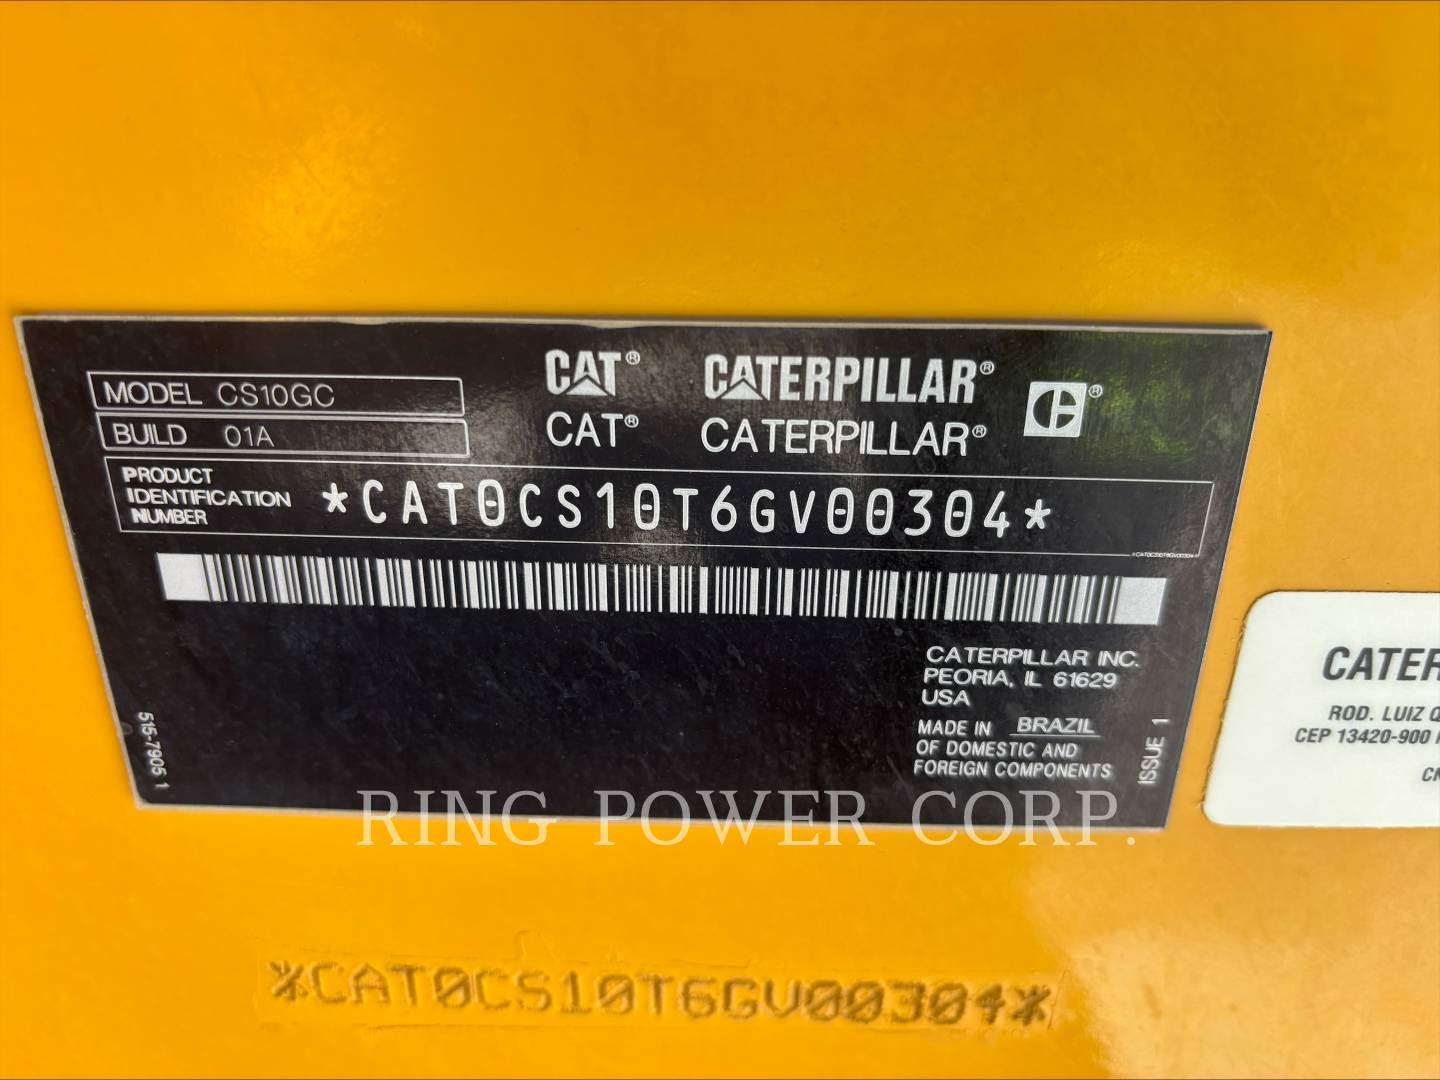 CAT® CATERPILLAR®
CAT® CATERPILLAR®
MODEL CS10GC
BUILD 01A
PRODUCT
IDENTIFICATION
NUMBER
*CAT0CS10T6GV00304*
*CAT0CS10T6GV00304*
CATERPILLAR INC.
PEORIA, IL 61629
USA
MADE IN BRAZIL
OF DOMESTIC AND
FOREIGN COMPONENTS
515-7905 1
ISSUE 1
CATER
ROD. LUIZ Q
CEP 13420-900
RING POWER CORP.
*CAT0CS10T6GV00304*